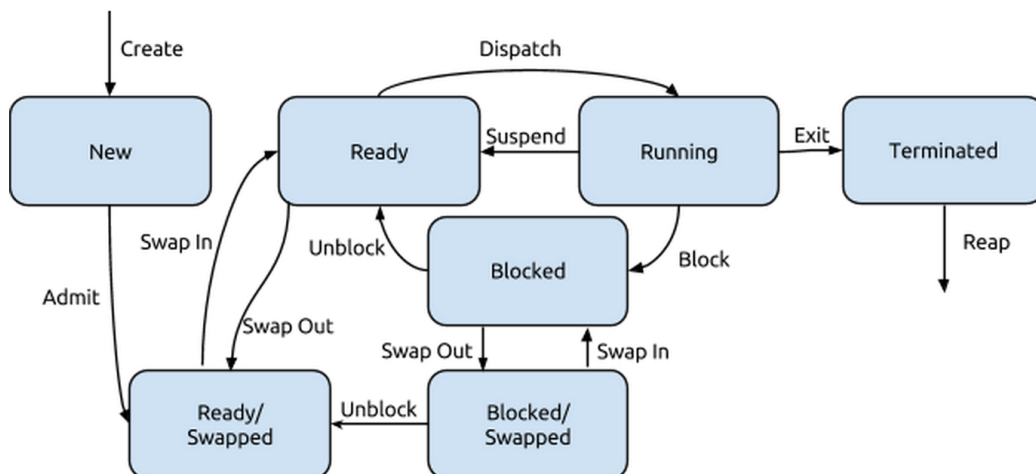 Create
Dispatch
New
Ready
Suspend
Running
Exit
Terminated
Swap In
Unblock
Blocked
Block
Reap
Admit
Swap Out
Swap Out
Swap In
Ready/
Swapped
Unblock
Blocked/
Swapped